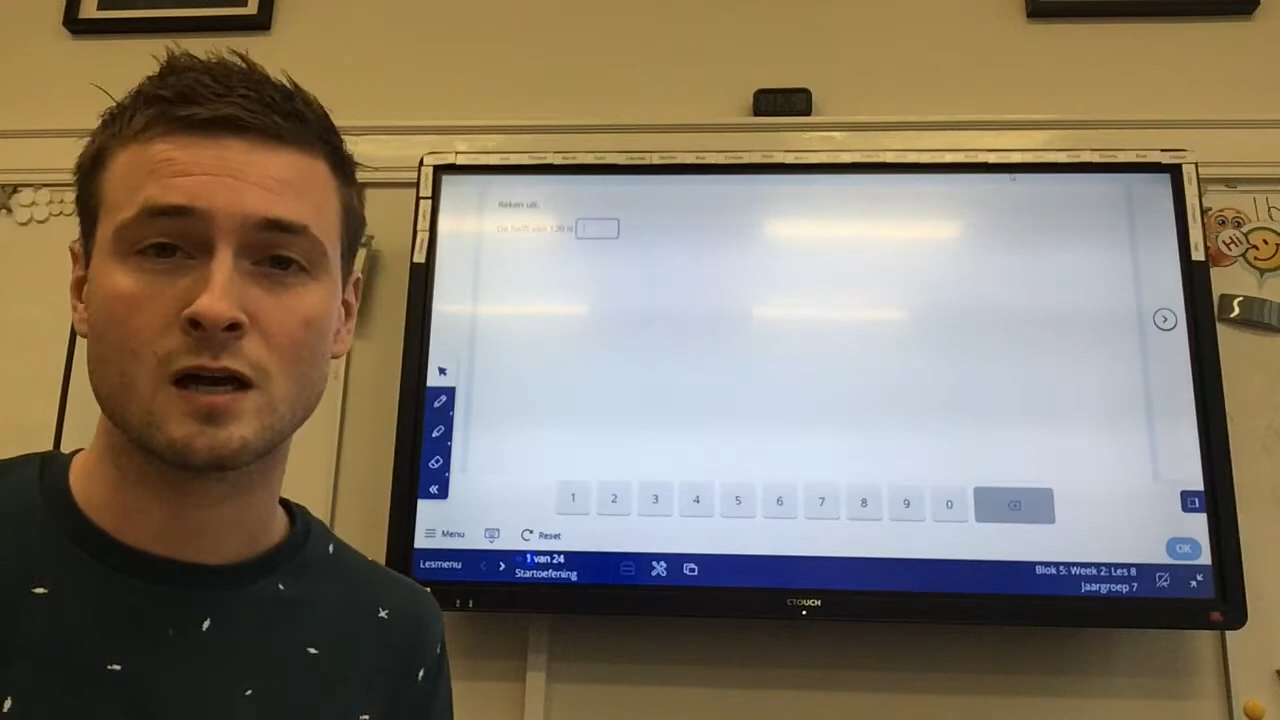 Reken uit.
De helft van 120 is
Hi
1 2 3 4 5 6 7 8 9 0
Menu
Reset
OK
Lesmenu
1 van 24
Startoefening
Blok 5: Week 2: Les 8
Jaargroep 7
CTOUCH